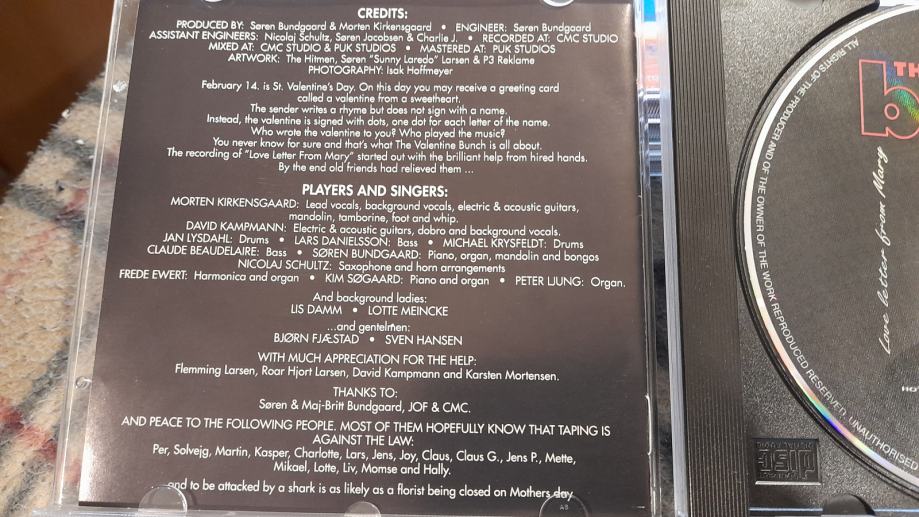 CREDITS:
PRODUCED BY: Søren Bundgaard & Morten Kirkensgaard • ENGINEER: Søren Bundgaard
ASSISTANT ENGINEERS: Nicolaj Schultz, Søren Jacobsen & Charlie J. • RECORDED AT: CMC STUDIO
MIXED AT: CMC STUDIO & PUK STUDIOS • MASTERED AT: PUK STUDIOS
ARTWORK: The Hitmen, Søren "Sunny Laredo" Larsen & P3 Reklame
PHOTOGRAPHY: Isak Hoffmeyer
February 14. is St. Valentine's Day. On this day you may receive a greeting card
called a valentine from a sweetheart.
The sender writes a rhyme but does not sign with a name.
Instead, the valentine is signed with dots, one dot for each letter of the name.
Who wrote the valentine to you? Who played the music?
You never know for sure and that's what The Valentine Bunch is all about.
The recording of "Love Letter From Mary" started out with the brilliant help from hired hands.
By the end old friends had relieved them ...
PLAYERS AND SINGERS:
MORTEN KIRKENSGAARD: Lead vocals, background vocals, electric & acoustic guitars,
mandolin, tamborine, foot and whip.
DAVID KAMPMANN: Electric & acoustic guitars, dobro and background vocals.
JAN LYSDAHL: Drums • LARS DANIELSSON: Bass • MICHAEL KRYSFELDT: Drums
CLAUDE BEAUDELAIRE: Bass • SØREN BUNDGAARD: Piano, organ, mandolin and bongos
NICOLAJ SCHULTZ: Saxophone and horn arrangements
FREDE EWERT: Harmonica and organ • KIM SØGAARD: Piano and organ • PETER LJUNG: Organ.
And background ladies:
LIS DAMM • LOTTE MEINCKE
...and gentelmen:
BJØRN FJÆSTAD • SVEN HANSEN
WITH MUCH APPRECIATION FOR THE HELP:
Flemming Larsen, Roar Hjort Larsen, David Kampmann and Karsten Mortensen.
THANKS TO:
Søren & Maj-Britt Bundgaard, JOF & CMC.
AND PEACE TO THE FOLLOWING PEOPLE. MOST OF THEM HOPEFULLY KNOW THAT TAPING IS
AGAINST THE LAW:
Per, Solvejg, Martin, Kasper, Charlotte, Lars, Jens, Joy, Claus, Claus G., Jens P., Mette,
Mikael, Lotte, Liv, Momse and Hally.
... and to be attacked by a shark is as likely as a florist being closed on Mothers day
ALL RIGHTS OF THE PRODUCER AND OF THE OWNER OF THE WORK REPRODUCED RESERVED. UNAUTHORISED
TH
b
Love letter from Mary
COMPACT
disc
DIGITAL AUDIO